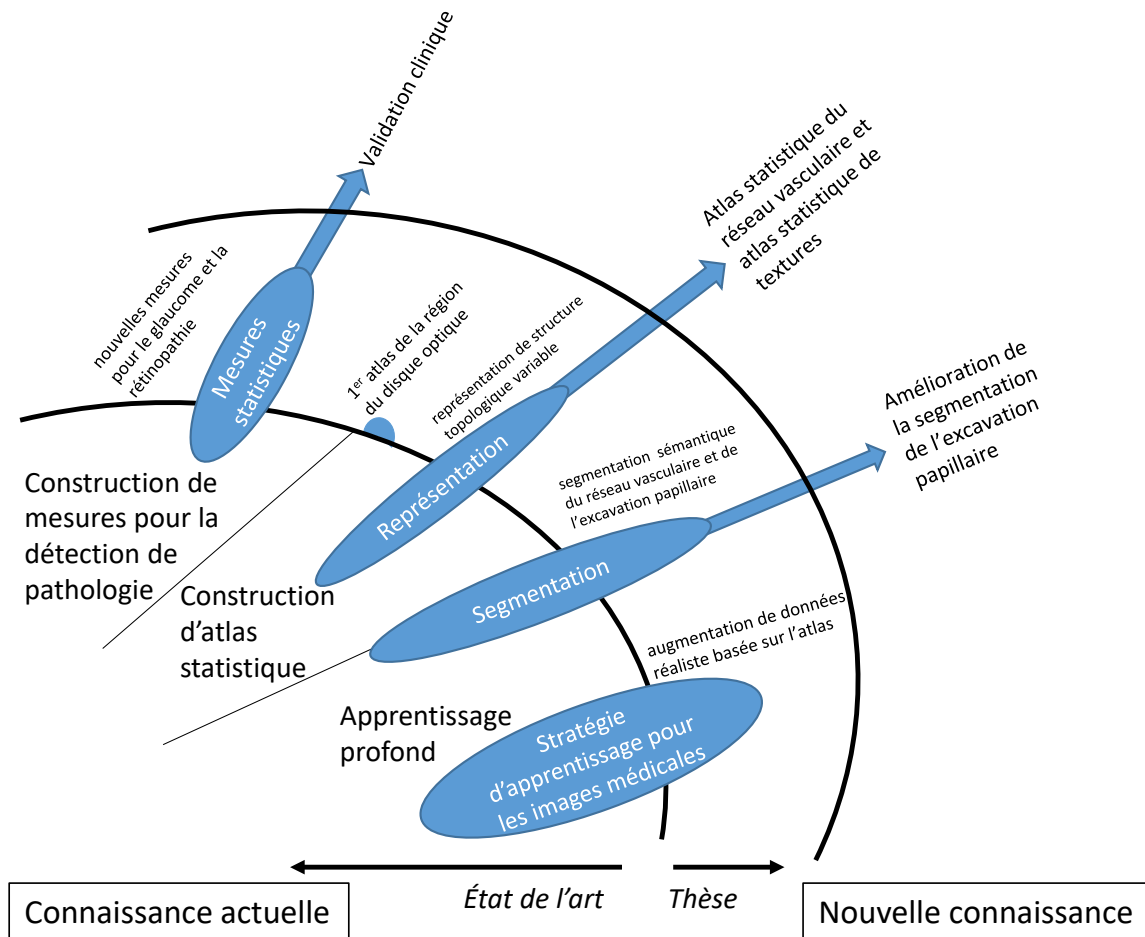 Validation clinique
Atlas statistique du
réseau vasculaire et
atlas statistique de
textures
nouvelles mesures
pour le glaucome et la
rétinopathie
Mesures
statistiques
1er atlas de la région
du disque optique
représentation de structure
topologique variable
Représentation
Amélioration de
la segmentation
de l'excavation
papillaire
segmentation sémantique
du réseau vasculaire et de
l'excavation papillaire
Segmentation
Construction de
mesures pour la
détection de
pathologie
Construction
d'atlas
statistique
augmentation de données
réaliste basée sur l'atlas
Apprentissage
profond
Stratégie
d'apprentissage pour
les images médicales
État de l'art
Thèse
Connaissance actuelle
Nouvelle connaissance